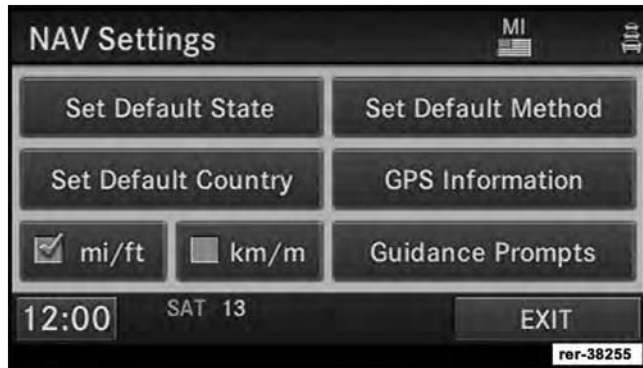 NAV Settings MI
Set Default State Set Default Method
Set Default Country GPS Information
mi/ft km/m Guidance Prompts
12:00 SAT 13 EXIT
rer-38255